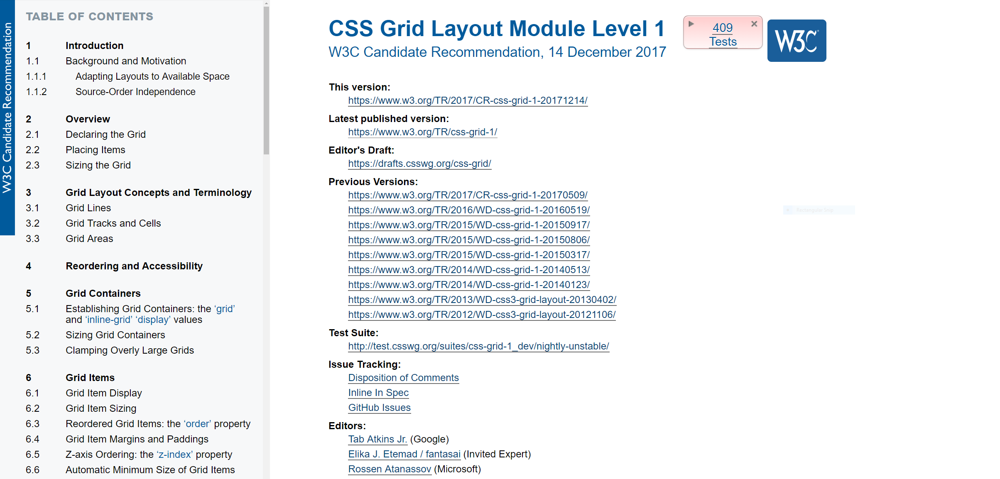 W3C Candidate Recommendation
TABLE OF CONTENTS
1 Introduction
1.1 Background and Motivation
1.1.1 Adapting Layouts to Available Space
1.1.2 Source-Order Independence
2 Overview
2.1 Declaring the Grid
2.2 Placing Items
2.3 Sizing the Grid
3 Grid Layout Concepts and Terminology
3.1 Grid Lines
3.2 Grid Tracks and Cells
3.3 Grid Areas
4 Reordering and Accessibility
5 Grid Containers
5.1 Establishing Grid Containers: the ‘grid’
and ‘inline-grid’ ‘display’ values
5.2 Sizing Grid Containers
5.3 Clamping Overly Large Grids
6 Grid Items
6.1 Grid Item Display
6.2 Grid Item Sizing
6.3 Reordered Grid Items: the ‘order’ property
6.4 Grid Item Margins and Paddings
6.5 Z-axis Ordering: the ‘z-index’ property
6.6 Automatic Minimum Size of Grid Items
CSS Grid Layout Module Level 1
W3C Candidate Recommendation, 14 December 2017
409
Tests
W3C®
This version:
https://www.w3.org/TR/2017/CR-css-grid-1-20171214/
Latest published version:
https://www.w3.org/TR/css-grid-1/
Editor's Draft:
https://drafts.csswg.org/css-grid/
Previous Versions:
https://www.w3.org/TR/2017/CR-css-grid-1-20170509/
https://www.w3.org/TR/2016/WD-css-grid-1-20160519/
https://www.w3.org/TR/2015/WD-css-grid-1-20150917/
https://www.w3.org/TR/2015/WD-css-grid-1-20150806/
https://www.w3.org/TR/2015/WD-css-grid-1-20150317/
https://www.w3.org/TR/2014/WD-css-grid-1-20140513/
https://www.w3.org/TR/2014/WD-css-grid-1-20140123/
https://www.w3.org/TR/2013/WD-css3-grid-layout-20130402/
https://www.w3.org/TR/2012/WD-css3-grid-layout-20121106/
Test Suite:
http://test.csswg.org/suites/css-grid-1_dev/nightly-unstable/
Issue Tracking:
Disposition of Comments
Inline In Spec
GitHub Issues
Editors:
Tab Atkins Jr. (Google)
Elika J. Etemad / fantasai (Invited Expert)
Rossen Atanassov (Microsoft)
Rectangular Snip